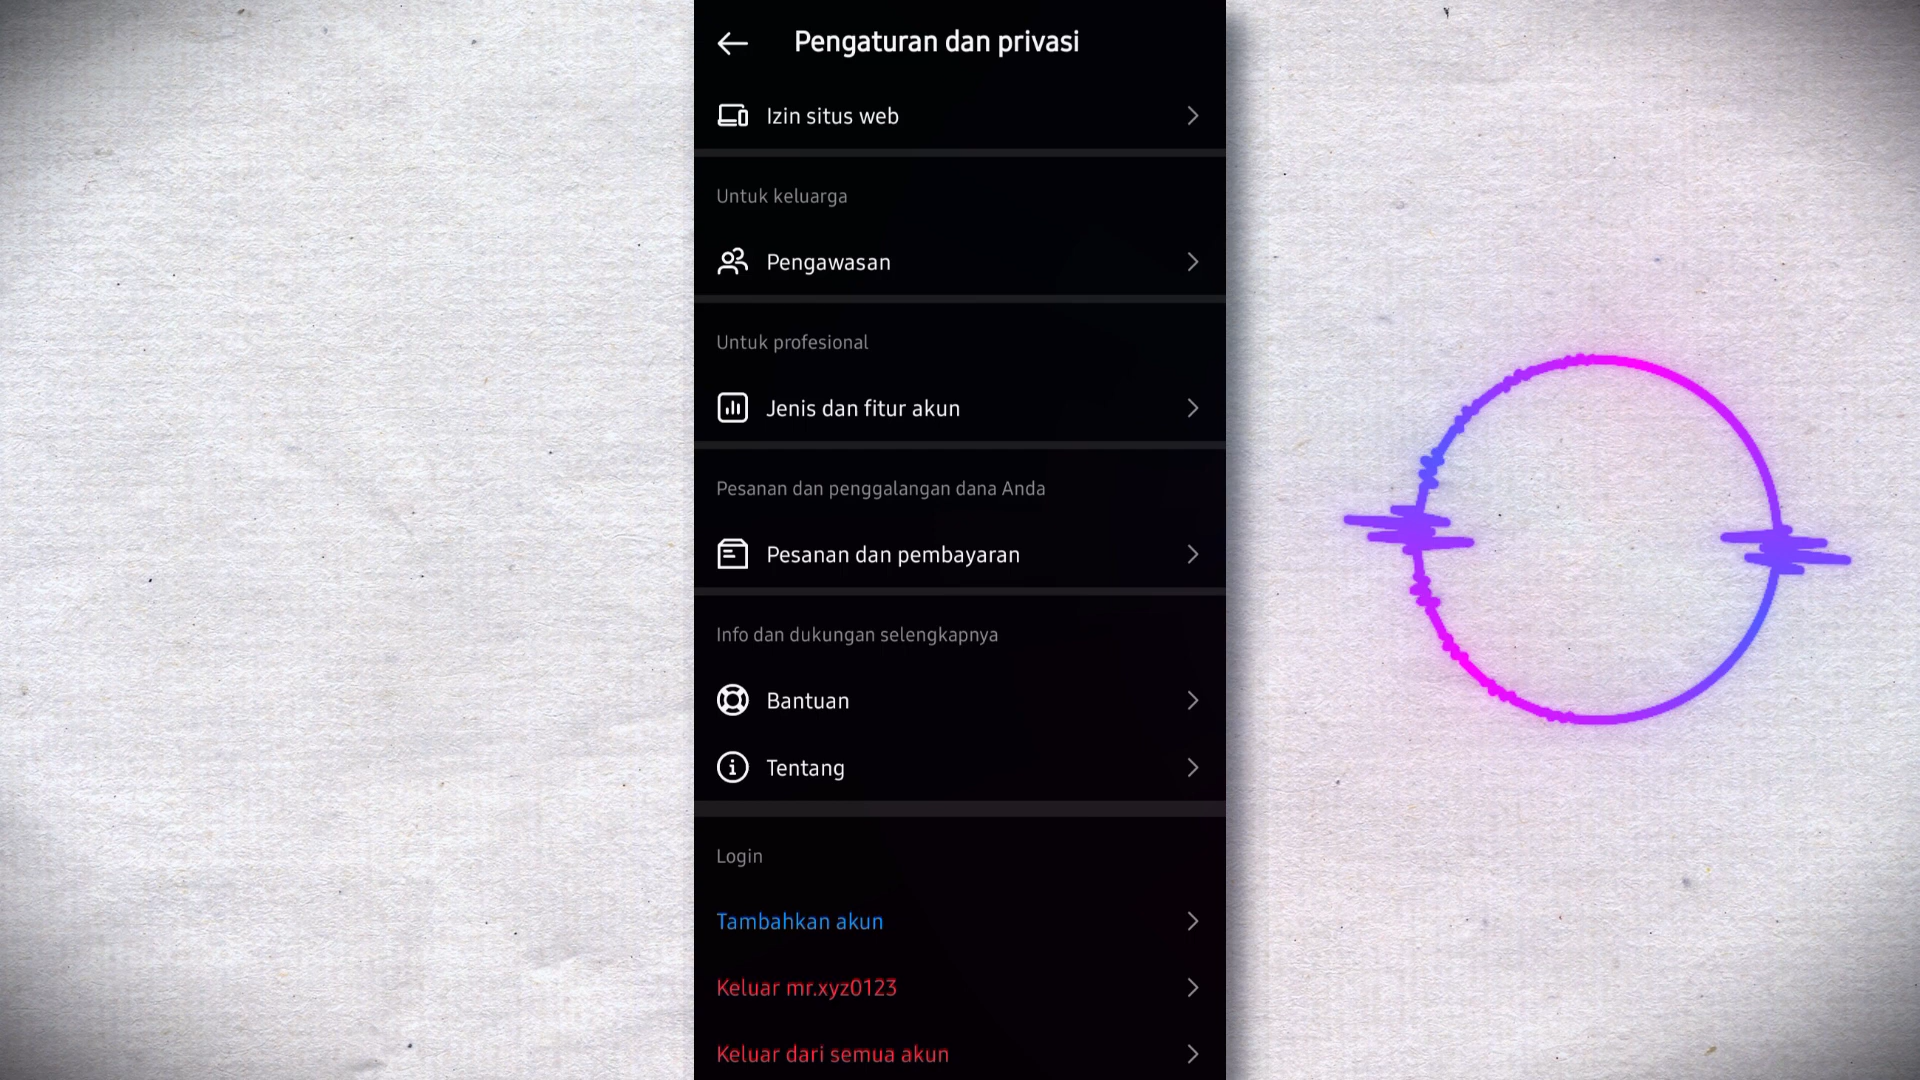 Pengaturan dan privasi
Izin situs web
Untuk keluarga
Pengawasan
Untuk profesional
Jenis dan fitur akun
Pesanan dan penggalangan dana Anda
Pesanan dan pembayaran
Info dan dukungan selengkapnya
Bantuan
Tentang
Login
Tambahkan akun
Keluar mr.xyz0123
Keluar dari semua akun